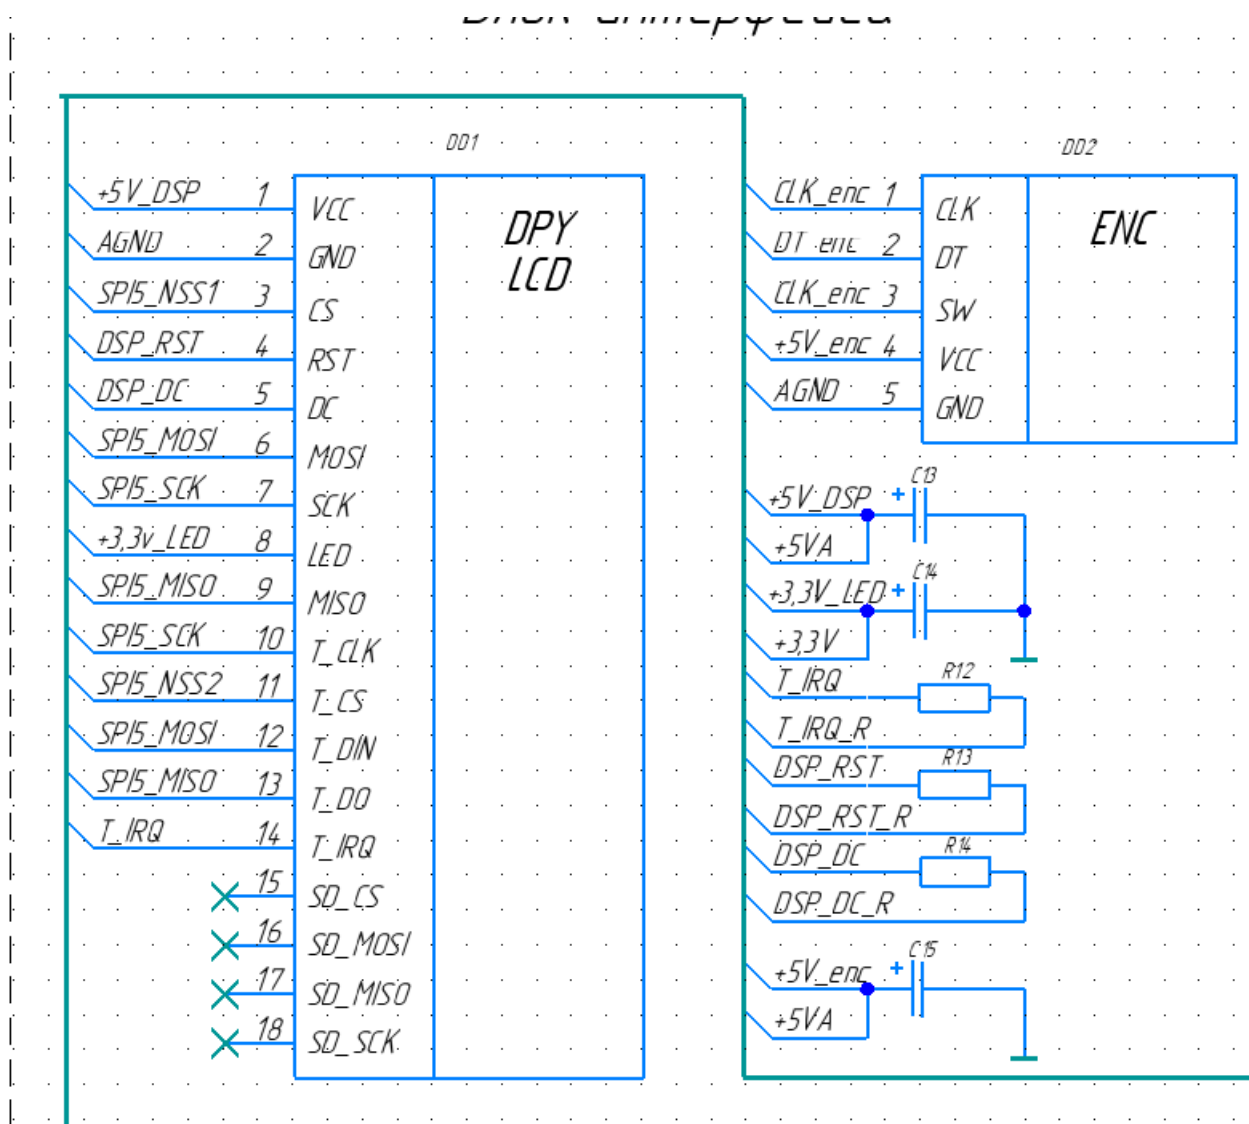 DD1
+5V_DSP 1 VCC
AGND 2 GND
SPI5_NSS1 3 CS
DSP_RST 4 RST
DSP_DC 5 DC
SPI5_MOSI 6 MOSI
SPI5_SCK 7 SCK
+3,3v_LED 8 LED
SPI5_MISO 9 MISO
SPI5_SCK 10 T_CLK
SPI5_NSS2 11 T_CS
SPI5_MOSI 12 T_DIN
SPI5_MISO 13 T_DO
T_IRQ 14 T_IRQ
15 SD_CS
16 SD_MOSI
17 SD_MISO
18 SD_SCK
DPY
LCD
DD2
CLK_enc 1 CLK
DT enc 2 DT
CLK_enc 3 SW
+5V_enc 4 VCC
AGND 5 GND
ENC
C13
+5V_DSP +
+5VA
C14
+3,3V_LED +
+3,3V
R12
T_IRQ
T_IRQ_R
R13
DSP_RST
DSP_RST_R
R14
DSP_DC
DSP_DC_R
C15
+5V_enc +
+5VA